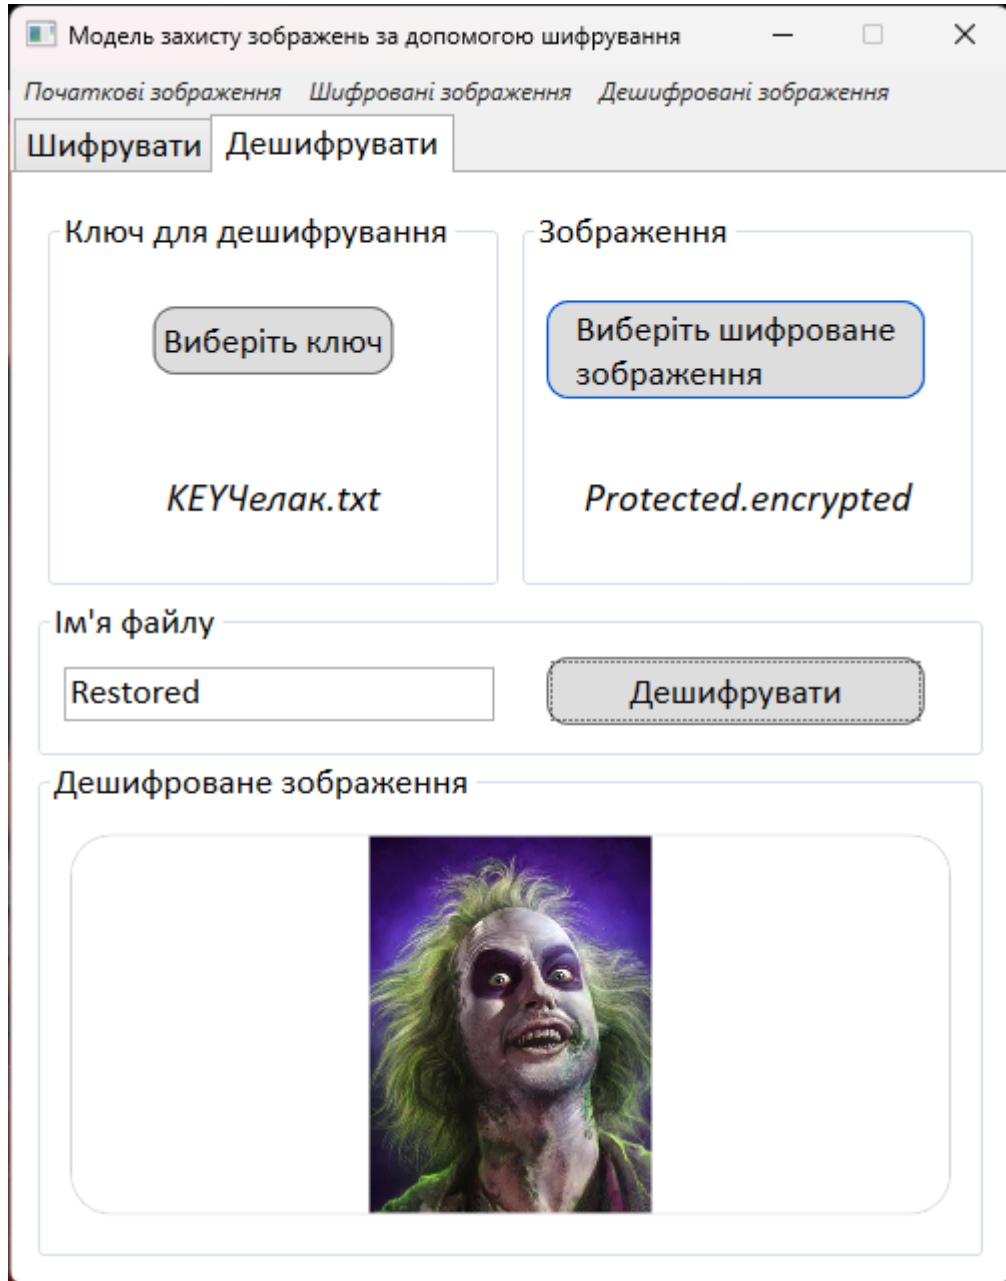 Модель захисту зображень за допомогою шифрування
Початкові зображення Шифровані зображення Дешифровані зображення
Шифрувати Дешифрувати
Ключ для дешифрування
Виберіть ключ
KEYЧелак.txt
Зображення
Виберіть шифроване
зображення
Protected.encrypted
Ім'я файлу
Restored
Дешифрувати
Дешифроване зображення